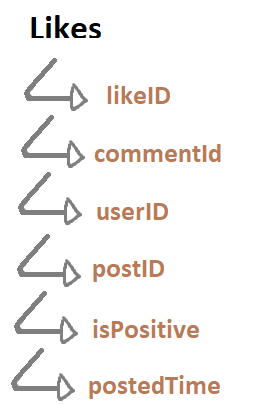 Likes
likeID
commentId
userID
postID
isPositive
postedTime